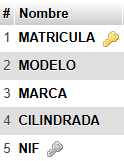 # Nombre
1 MATRICULA
2 MODELO
3 MARCA
4 CILINDRADA
5 NIF